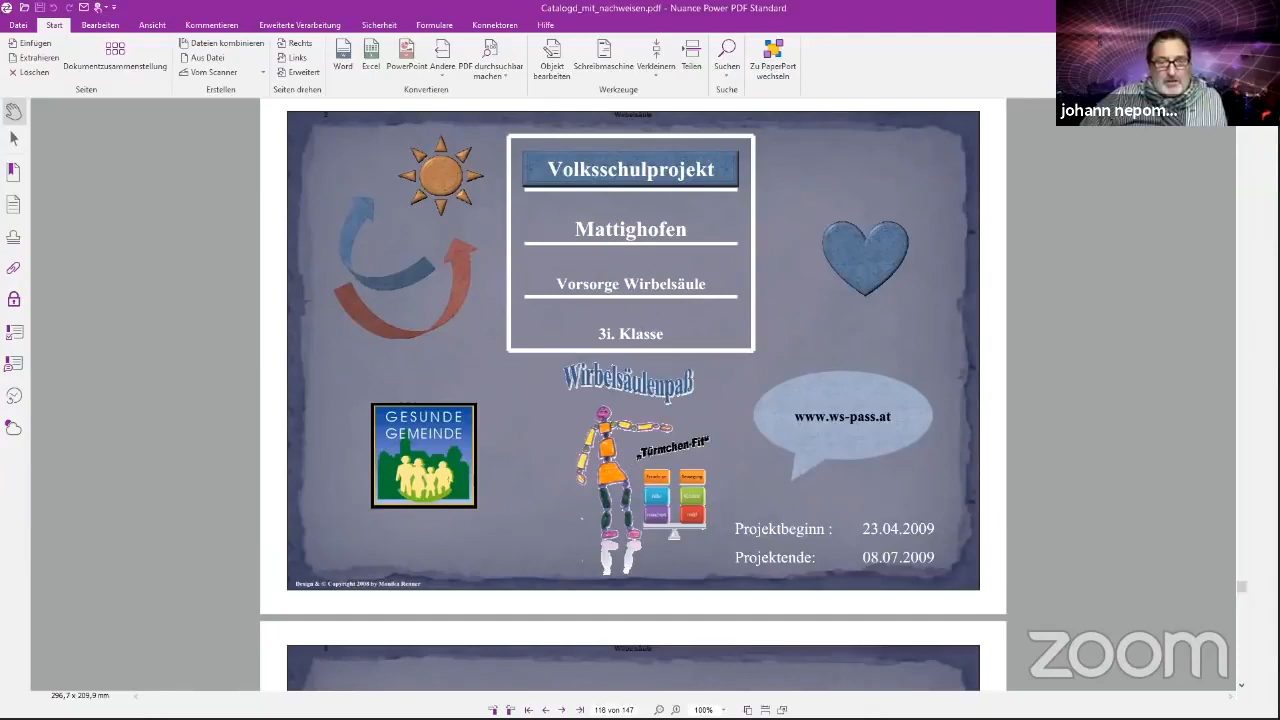 Catalogd_mit_nachweisen.pdf - Nuance Power PDF Standard
Datei Start Bearbeiten Ansicht Kommentieren Erweiterte Verarbeitung Sicherheit Formulare Konnektoren Hilfe
Einfügen
Extrahieren
Löschen
Dokumentzusammenstellung
Seiten
Dateien kombinieren
Aus Datei
Vom Scanner
Erstellen
Rechts
Links
Erweitert
Seiten drehen
Word Excel PowerPoint Andere PDF durchsuchbar machen
Konvertieren
Objekt bearbeiten Schreibmaschine Verkleinern Teilen
Werkzeuge
Suchen
Suche
Zu PaperPort wechseln
johann nepom...
2 Wirbelsäule
Volksschulprojekt
Mattighofen
Vorsorge Wirbelsäule
3i. Klasse
Wirbelsäulenpaß
GESUNDE
GEMEINDE
„Türmchen-Fit“
www.ws-pass.at
Projektbeginn : 23.04.2009
Projektende: 08.07.2009
Design & © Copyright 2008 by Monika Renner
Wirbelsäule
zoom
296,7 x 209,9 mm
116 von 147
100%